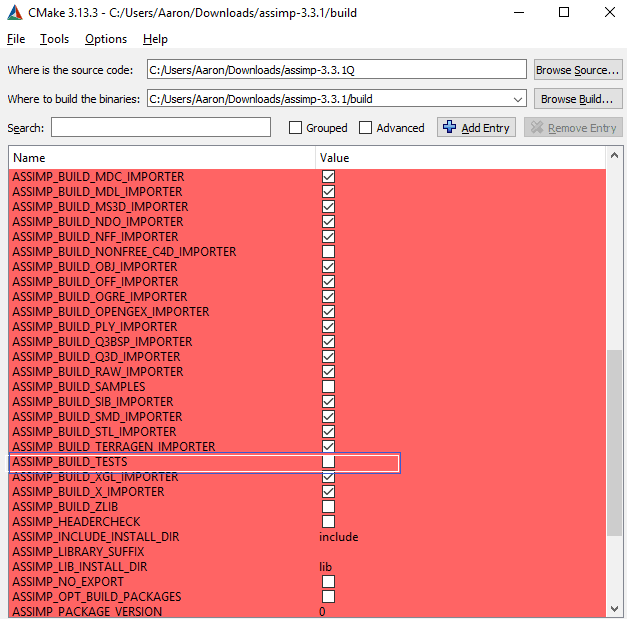 CMake 3.13.3 - C:/Users/Aaron/Downloads/assimp-3.3.1/build
File Tools Options Help
Where is the source code: C:/Users/Aaron/Downloads/assimp-3.3.1Q Browse Source...
Where to build the binaries: C:/Users/Aaron/Downloads/assimp-3.3.1/build Browse Build...
Search: Grouped Advanced Add Entry Remove Entry
Name Value
ASSIMP_BUILD_MDC_IMPORTER
ASSIMP_BUILD_MDL_IMPORTER
ASSIMP_BUILD_MS3D_IMPORTER
ASSIMP_BUILD_NDO_IMPORTER
ASSIMP_BUILD_NFF_IMPORTER
ASSIMP_BUILD_NONFREE_C4D_IMPORTER
ASSIMP_BUILD_OBJ_IMPORTER
ASSIMP_BUILD_OFF_IMPORTER
ASSIMP_BUILD_OGRE_IMPORTER
ASSIMP_BUILD_OPENGEX_IMPORTER
ASSIMP_BUILD_PLY_IMPORTER
ASSIMP_BUILD_Q3BSP_IMPORTER
ASSIMP_BUILD_Q3D_IMPORTER
ASSIMP_BUILD_RAW_IMPORTER
ASSIMP_BUILD_SAMPLES
ASSIMP_BUILD_SIB_IMPORTER
ASSIMP_BUILD_SMD_IMPORTER
ASSIMP_BUILD_STL_IMPORTER
ASSIMP_BUILD_TERRAGEN_IMPORTER
ASSIMP_BUILD_TESTS
ASSIMP_BUILD_XGL_IMPORTER
ASSIMP_BUILD_X_IMPORTER
ASSIMP_BUILD_ZLIB
ASSIMP_HEADERCHECK
ASSIMP_INCLUDE_INSTALL_DIR include
ASSIMP_LIBRARY_SUFFIX
ASSIMP_LIB_INSTALL_DIR lib
ASSIMP_NO_EXPORT
ASSIMP_OPT_BUILD_PACKAGES
ASSIMP_PACKAGE_VERSION 0